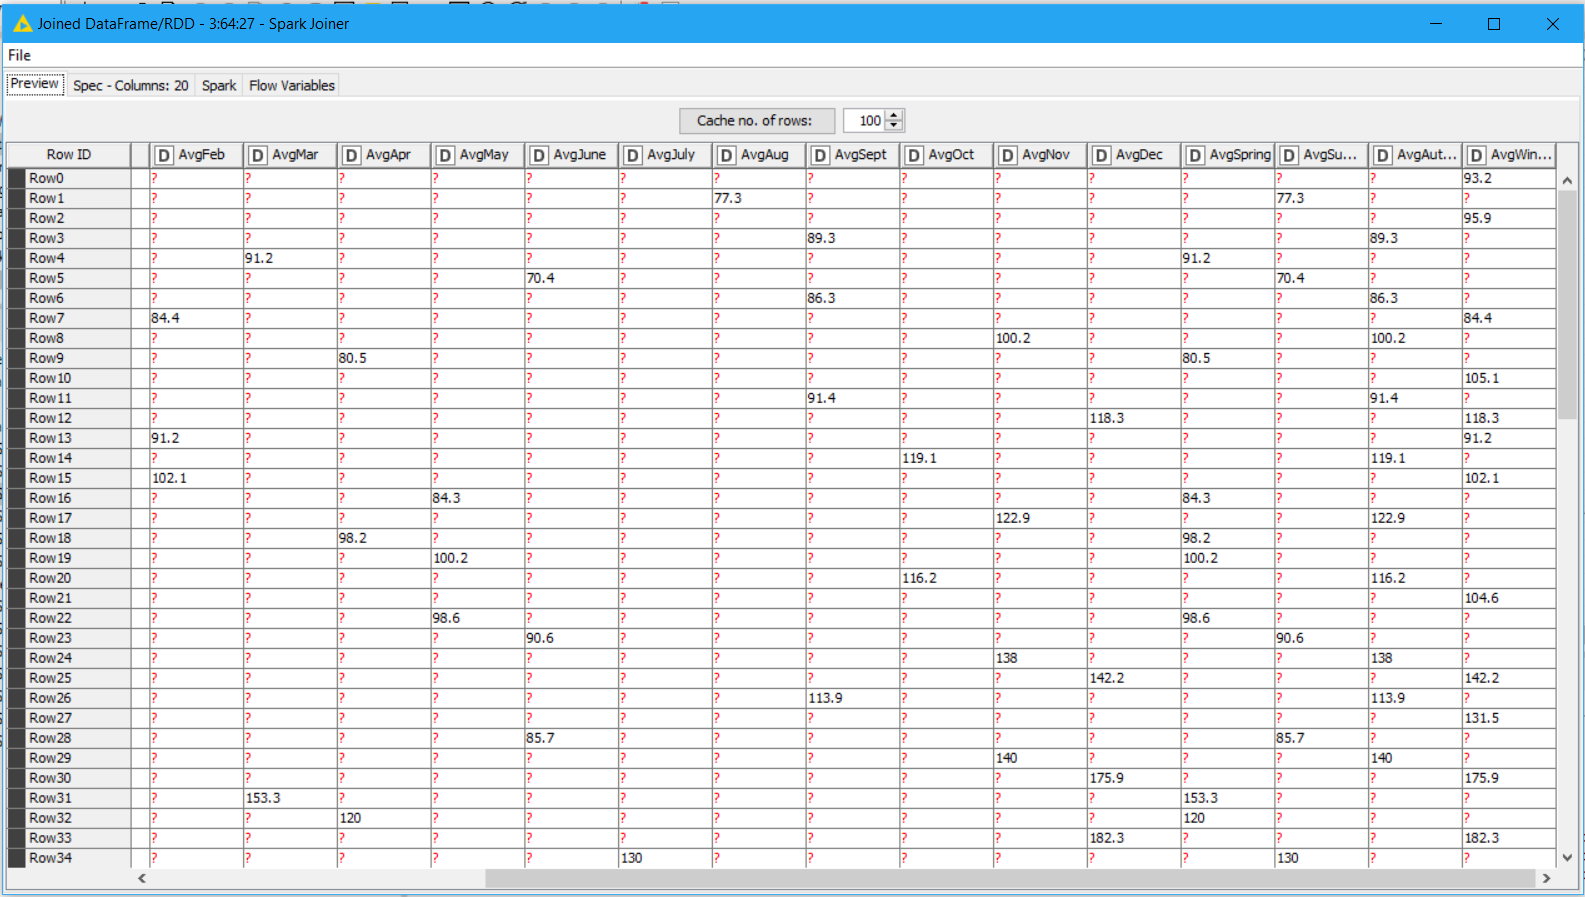 Joined DataFrame/RDD - 3:64:27 - Spark Joiner
File
Preview Spec - Columns: 20 Spark Flow Variables
Cache no. of rows: 100
Row ID D AvgFeb D AvgMar D AvgApr D AvgMay D AvgJune D AvgJuly D AvgAug D AvgSept D AvgOct D AvgNov D AvgDec D AvgSpring D AvgSu... D AvgAut... D AvgWin...
Row0 ? ? ? ? ? ? ? ? ? ? ? ? ? ? 93.2
Row1 ? ? ? ? ? ? 77.3 ? ? ? ? ? 77.3 ? ?
Row2 ? ? ? ? ? ? ? ? ? ? ? ? ? ? 95.9
Row3 ? ? ? ? ? ? ? 89.3 ? ? ? ? ? 89.3 ?
Row4 ? 91.2 ? ? ? ? ? ? ? ? ? 91.2 ? ? ?
Row5 ? ? ? ? 70.4 ? ? ? ? ? ? ? 70.4 ? ?
Row6 ? ? ? ? ? ? ? 86.3 ? ? ? ? ? 86.3 ?
Row7 84.4 ? ? ? ? ? ? ? ? ? ? ? ? ? 84.4
Row8 ? ? ? ? ? ? ? ? ? 100.2 ? ? ? 100.2 ?
Row9 ? ? 80.5 ? ? ? ? ? ? ? ? 80.5 ? ? ?
Row10 ? ? ? ? ? ? ? ? ? ? ? ? ? ? 105.1
Row11 ? ? ? ? ? ? ? 91.4 ? ? ? ? ? 91.4 ?
Row12 ? ? ? ? ? ? ? ? ? ? 118.3 ? ? ? 118.3
Row13 91.2 ? ? ? ? ? ? ? ? ? ? ? ? ? 91.2
Row14 ? ? ? ? ? ? ? ? 119.1 ? ? ? ? 119.1 ?
Row15 102.1 ? ? ? ? ? ? ? ? ? ? ? ? ? 102.1
Row16 ? ? ? 84.3 ? ? ? ? ? ? ? 84.3 ? ? ?
Row17 ? ? ? ? ? ? ? ? ? 122.9 ? ? ? 122.9 ?
Row18 ? ? 98.2 ? ? ? ? ? ? ? ? 98.2 ? ? ?
Row19 ? ? ? 100.2 ? ? ? ? ? ? ? 100.2 ? ? ?
Row20 ? ? ? ? ? ? ? ? 116.2 ? ? ? ? 116.2 ?
Row21 ? ? ? ? ? ? ? ? ? ? ? ? ? ? 104.6
Row22 ? ? ? 98.6 ? ? ? ? ? ? ? 98.6 ? ? ?
Row23 ? ? ? ? 90.6 ? ? ? ? ? ? ? 90.6 ? ?
Row24 ? ? ? ? ? ? ? ? ? 138 ? ? ? 138 ?
Row25 ? ? ? ? ? ? ? ? ? ? 142.2 ? ? ? 142.2
Row26 ? ? ? ? ? ? ? 113.9 ? ? ? ? ? 113.9 ?
Row27 ? ? ? ? ? ? ? ? ? ? ? ? ? ? 131.5
Row28 ? ? ? ? 85.7 ? ? ? ? ? ? ? 85.7 ? ?
Row29 ? ? ? ? ? ? ? ? ? 140 ? ? ? 140 ?
Row30 ? ? ? ? ? ? ? ? ? ? 175.9 ? ? ? 175.9
Row31 ? 153.3 ? ? ? ? ? ? ? ? ? 153.3 ? ? ?
Row32 ? ? 120 ? ? ? ? ? ? ? ? 120 ? ? ?
Row33 ? ? ? ? ? ? ? ? ? ? 182.3 ? ? ? 182.3
Row34 ? ? ? ? ? 130 ? ? ? ? ? ? 130 ? ?